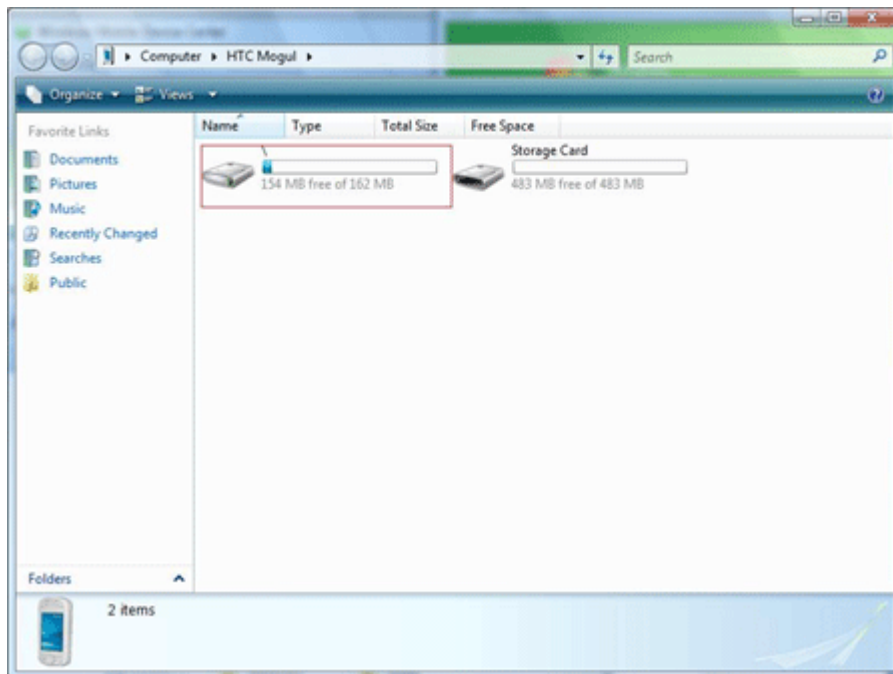 Computer ▸ HTC Mogul ▸
Search
Organize Views
Favorite Links
Documents
Pictures
Music
Recently Changed
Searches
Public
Folders
Name Type Total Size Free Space
\
154 MB free of 162 MB
Storage Card
483 MB free of 483 MB
2 items